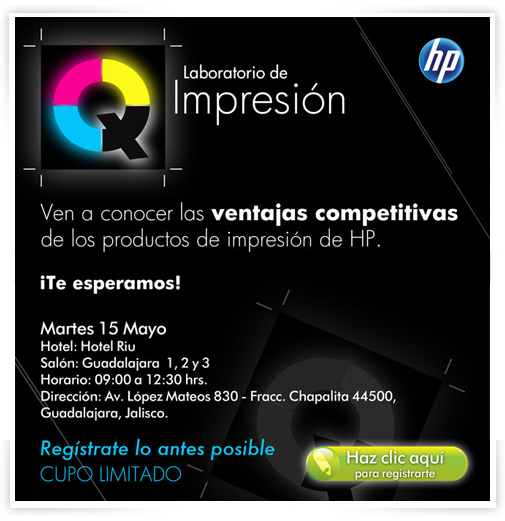 Laboratorio de
Impresión
hp
Q
Ven a conocer las ventajas competitivas
de los productos de impresión de HP.
¡Te esperamos!
Martes 15 Mayo
Hotel: Hotel Riu
Salón: Guadalajara 1, 2 y 3
Horario: 09:00 a 12:30 hrs.
Dirección: Av. López Mateos 830 - Fracc. Chapalita 44500,
Guadalajara, Jalisco.
Regístrate lo antes posible
CUPO LIMITADO
Haz clic aquí
para registrarte